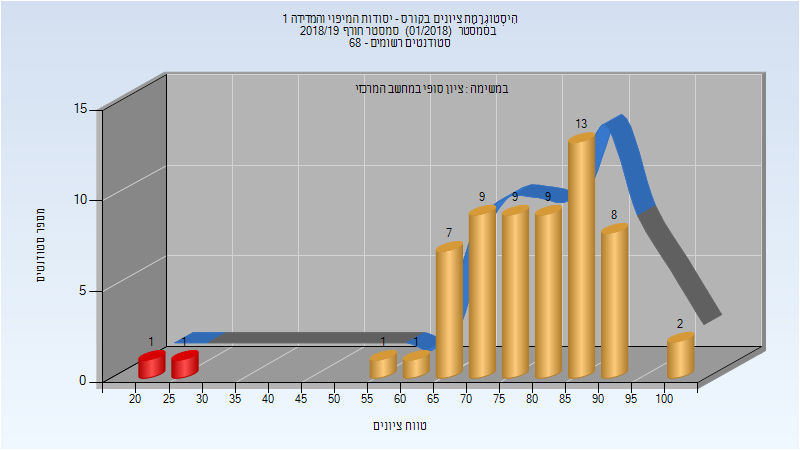 היסטוגרמת ציונים בקורס - יסודות המיפוי והמדידה 1
בסמסטר (01/2018) סמסטר חורף 2018/19
סטודנטים רשומים - 68
במשימה : ציון סופי במחשב המרכזי
מספר סטודנטים
15
10
5
0
1 1 1 1 7 9 9 9 13 8 2
20 25 30 35 40 45 50 55 60 65 70 75 80 85 90 95 100
טווח ציונים